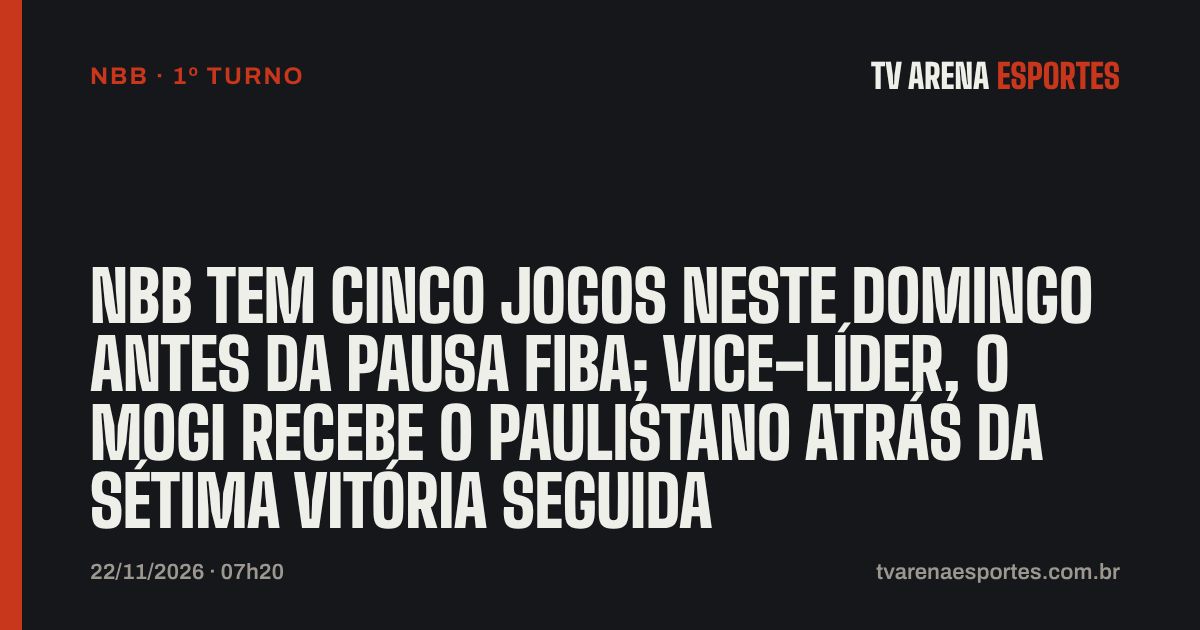 NBB · 1º TURNO
TV ARENA ESPORTES
NBB TEM CINCO JOGOS NESTE DOMINGO
ANTES DA PAUSA FIBA; VICE-LÍDER, O
MOGI RECEBE O PAULISTANO ATRÁS DA
SÉTIMA VITÓRIA SEGUIDA
22/11/2026 · 07h20
tvarenaesportes.com.br